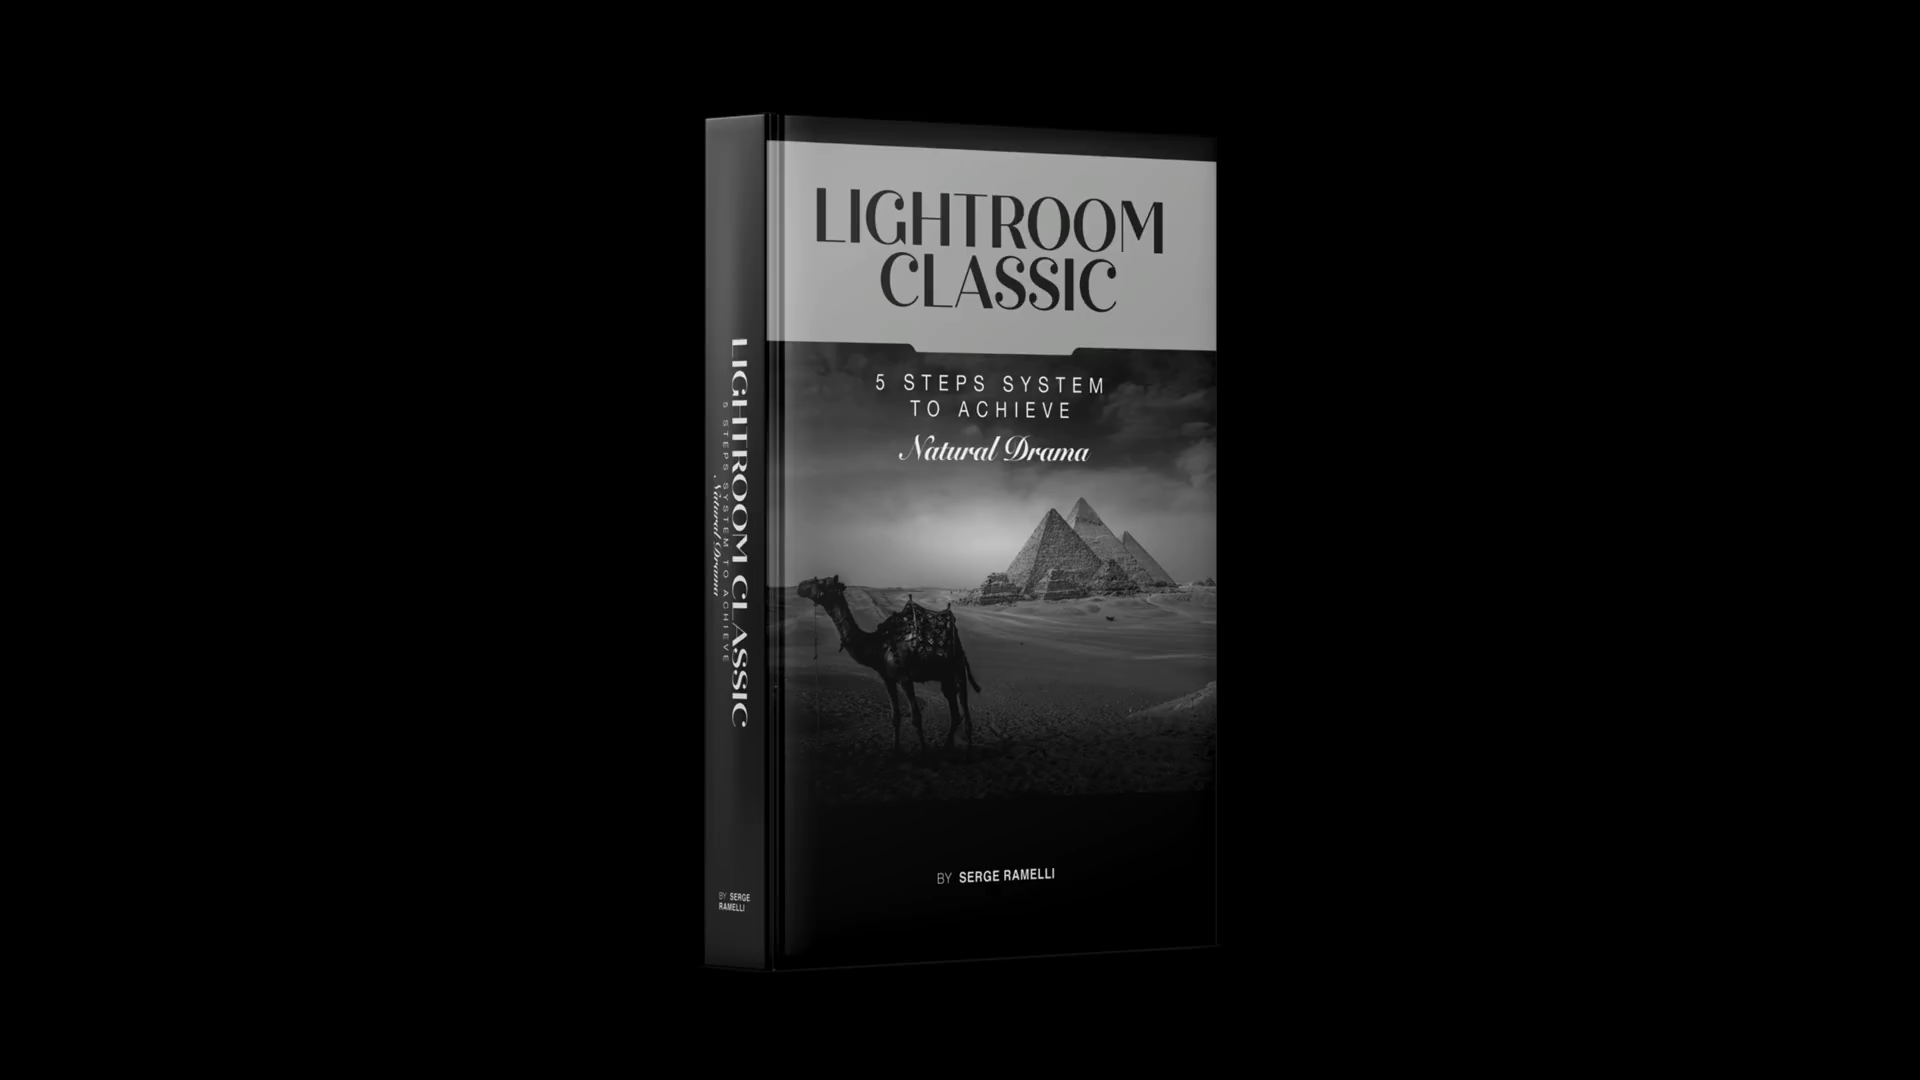 LIGHTROOM
CLASSIC
5 STEPS SYSTEM
TO ACHIEVE
Natural Drama
BY SERGE RAMELLI
LIGHTROOM CLASSIC
5 STEPS SYSTEM TO ACHIEVE
Natural Drama
BY SERGE
RAMELLI